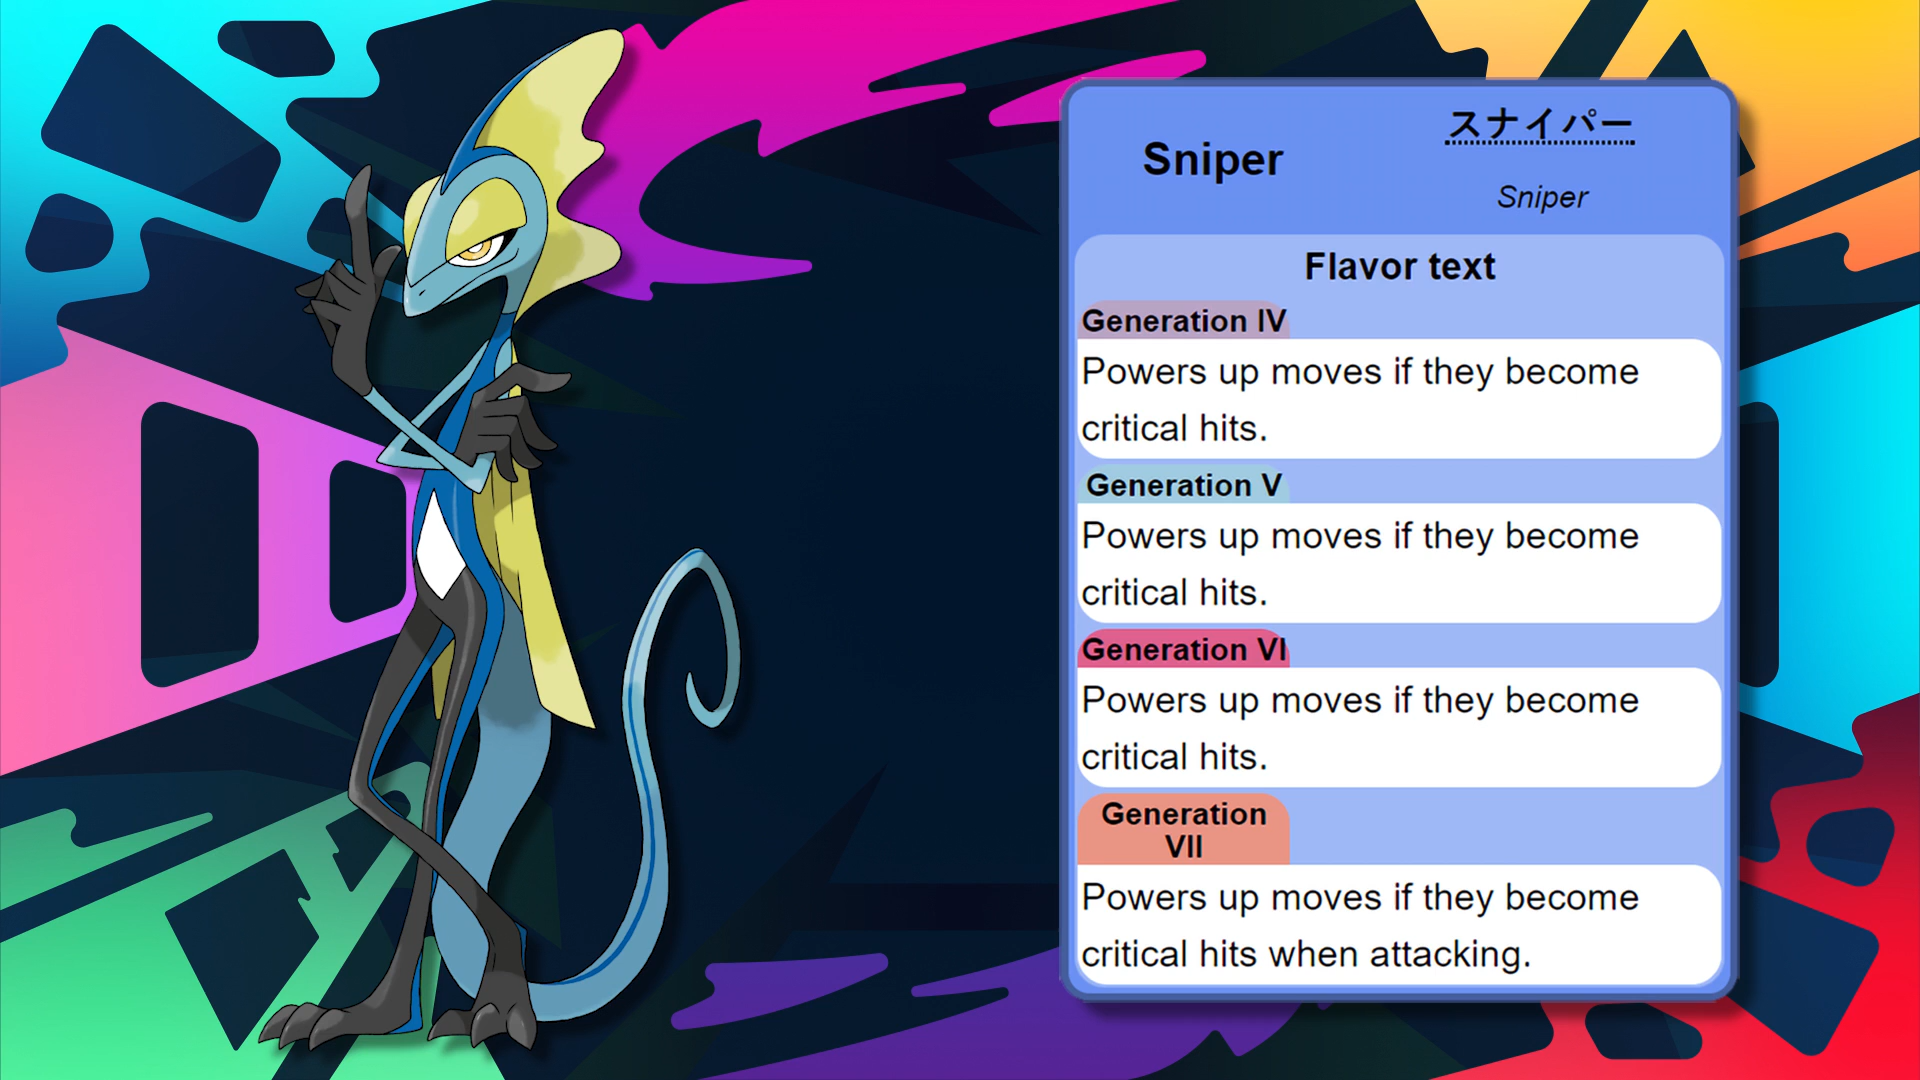 Sniper
スナイパー
Sniper
Flavor text
Generation IV
Powers up moves if they become
critical hits.
Generation V
Powers up moves if they become
critical hits.
Generation VI
Powers up moves if they become
critical hits.
Generation
VII
Powers up moves if they become
critical hits when attacking.